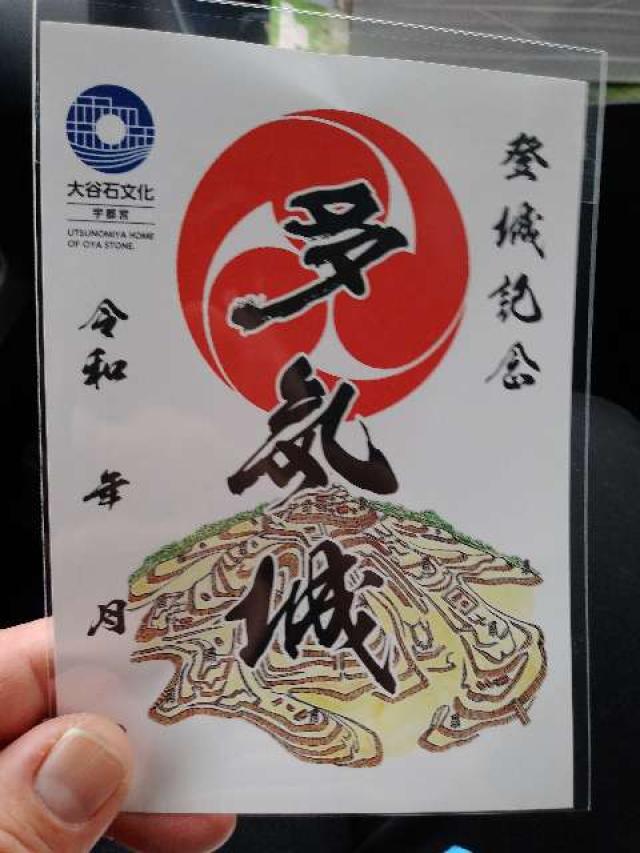 登城記念
多気城
大谷石文化
宇都宮
UTSUNOMIYA HOME
OF OYA STONE.
令和 年 月